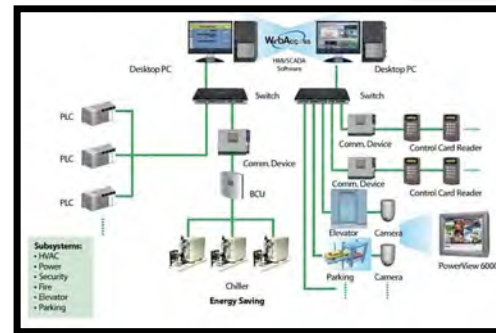 WebAccess
HMI/SCADA
Software
Desktop PC
Desktop PC
Switch
Switch
PLC
PLC
PLC
Comm. Device
BCU
Chiller
Energy Saving
Comm. Device
Control Card Reader
Comm. Device
Control Card Reader
Elevator
Camera
Parking
Camera
PowerView 6000
Subsystems:
• HVAC
• Power
• Security
• Fire
• Elevator
• Parking